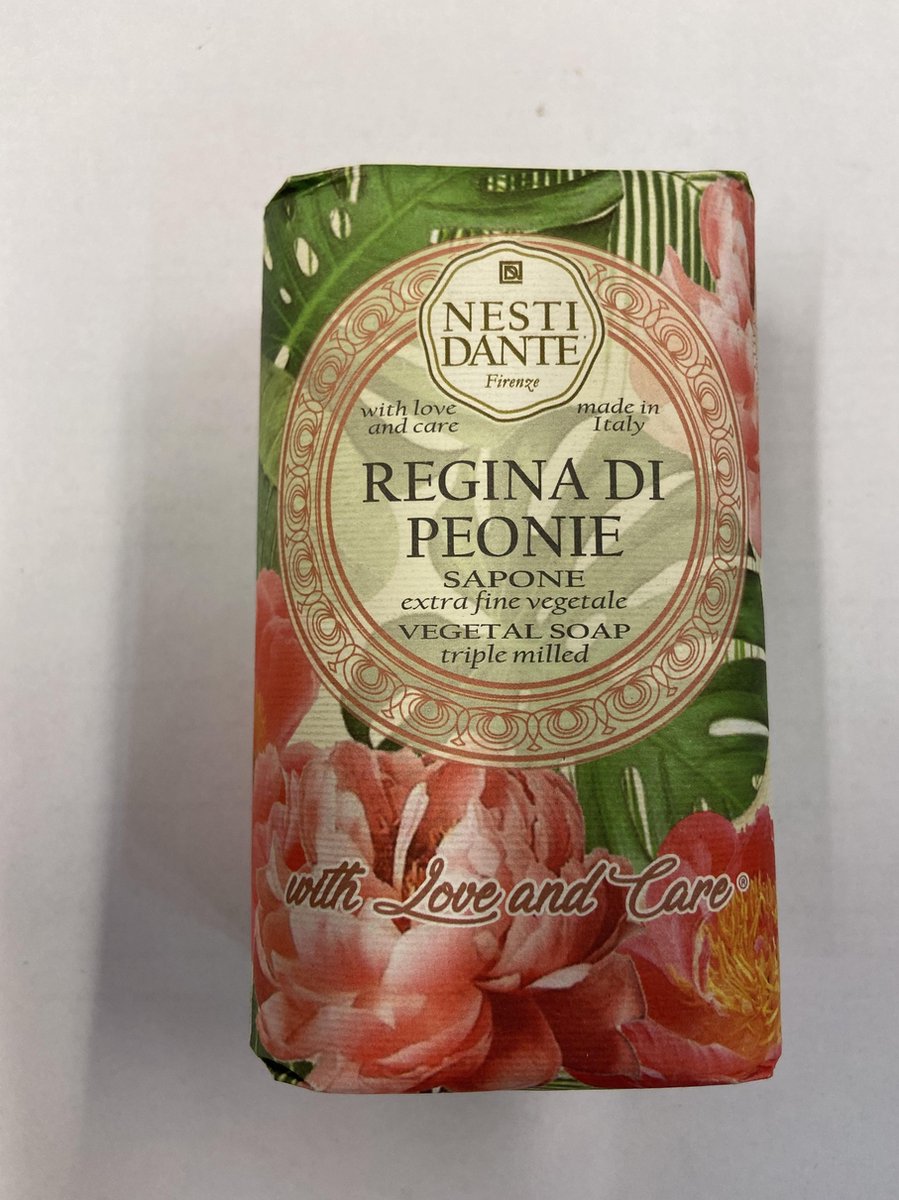 NESTI
DANTE
Firenze
with love
and care
made in
Italy
REGINA DI
PEONIE
SAPONE
extra fine vegetale
VEGETAL SOAP
triple milled
with Love and Care®